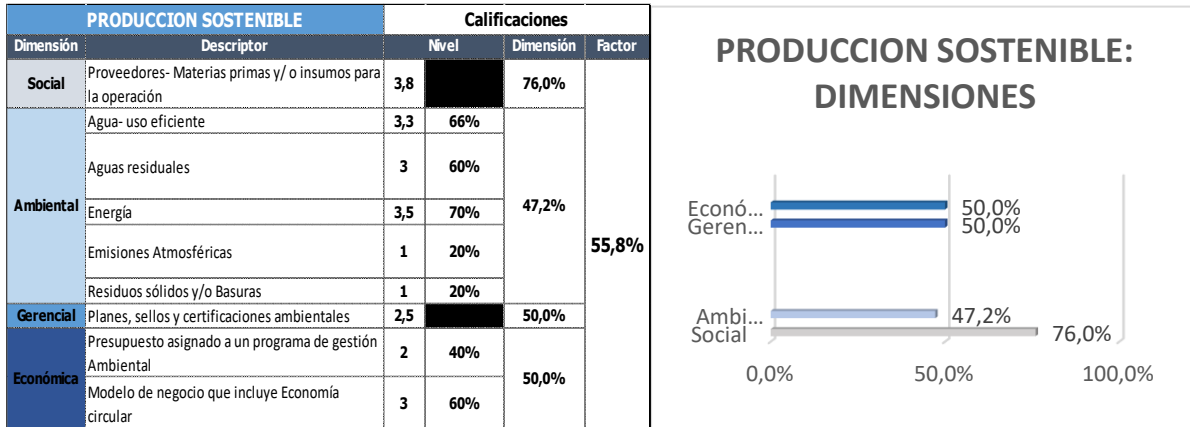 PRODUCCION SOSTENIBLE Calificaciones
Dimensión Descriptor Nivel Dimensión Factor
Social Proveedores- Materias primas y/ o insumos para la operación 3,8 76,0%
Ambiental Agua- uso eficiente 3,3 66% 47,2% 55,8%
Aguas residuales 3 60%
Energía 3,5 70%
Emisiones Atmosféricas 1 20%
Residuos sólidos y/o Basuras 1 20%
Gerencial Planes, sellos y certificaciones ambientales 2,5 50,0%
Económica Presupuesto asignado a un programa de gestión Ambiental 2 40% 50,0%
Modelo de negocio que incluye Economía circular 3 60%
PRODUCCION SOSTENIBLE:
DIMENSIONES
Econó... 50,0%
Geren... 50,0%
Ambi... 47,2%
Social 76,0%
0,0% 50,0% 100,0%